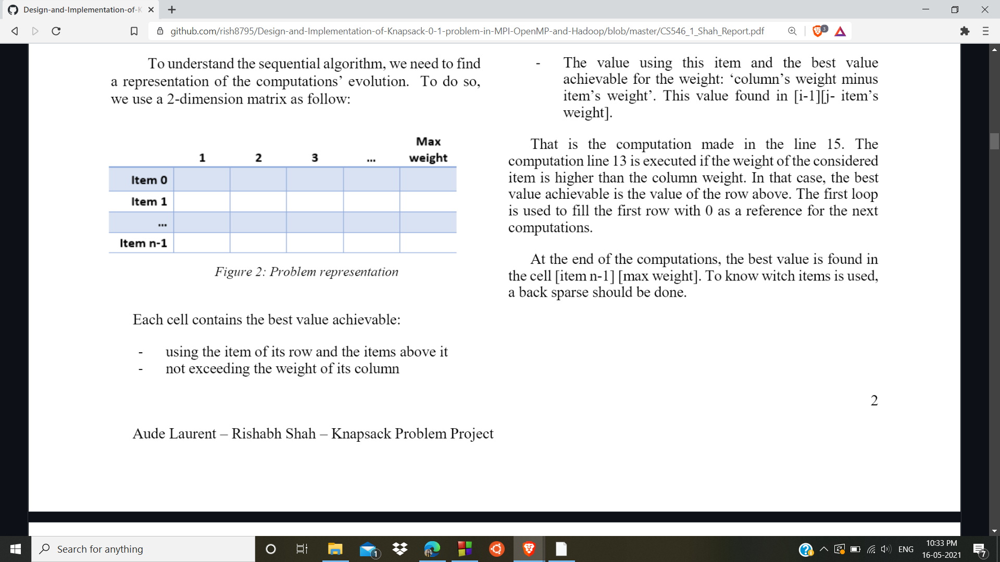 Design-and-Implementation-of-K
github.com/rish8795/Design-and-Implementation-of-Knapsack-0-1-problem-in-MPI-OpenMP-and-Hadoop/blob/master/CS546_1_Shah_Report.pdf
3
To understand the sequential algorithm, we need to find
a representation of the computations’ evolution. To do so,
we use a 2-dimension matrix as follow:
1 2 3 ... Max weight
Item 0
Item 1
...
Item n-1
Figure 2: Problem representation
Each cell contains the best value achievable:
- using the item of its row and the items above it
- not exceeding the weight of its column
- The value using this item and the best value
achievable for the weight: ‘column’s weight minus
item’s weight’. This value found in [i-1][j- item’s
weight].
That is the computation made in the line 15. The
computation line 13 is executed if the weight of the considered
item is higher than the column weight. In that case, the best
value achievable is the value of the row above. The first loop
is used to fill the first row with 0 as a reference for the next
computations.
At the end of the computations, the best value is found in
the cell [item n-1] [max weight]. To know witch items is used,
a back sparse should be done.
2
Aude Laurent – Rishabh Shah – Knapsack Problem Project
Search for anything
1
ENG
10:33 PM
16-05-2021
7